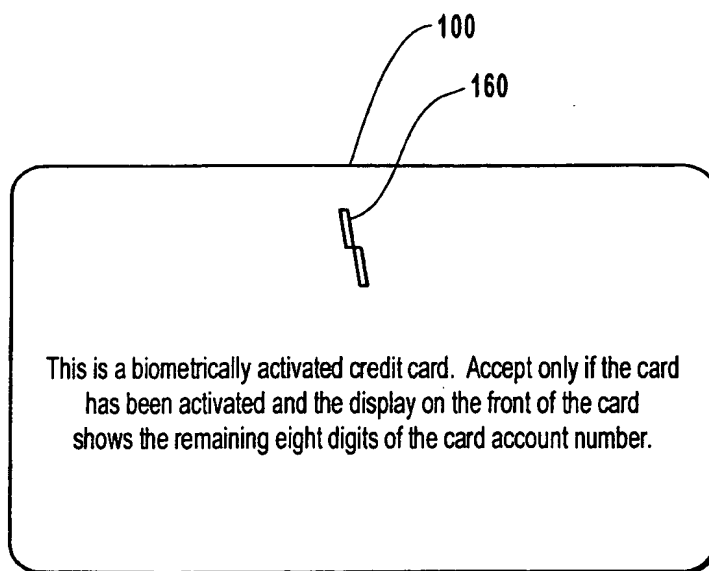 100
160
This is a biometrically activated credit card. Accept only if the card
has been activated and the display on the front of the card
shows the remaining eight digits of the card account number.